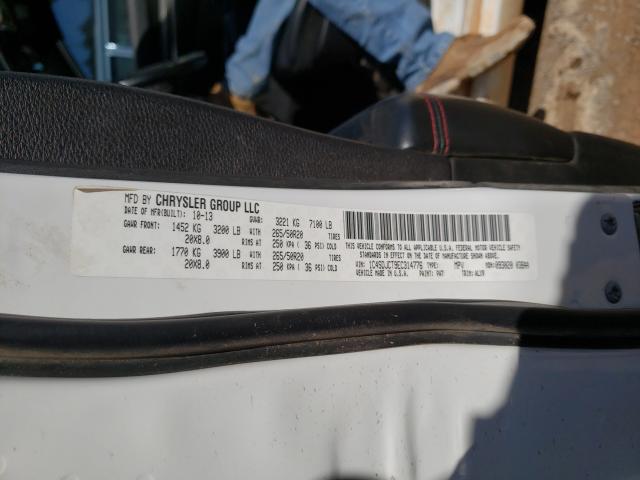 MFD BY CHRYSLER GROUP LLC
DATE OF MFR(BUILT): 10-13 GVWR: 3221 KG 7100 LB
GAWR FRONT: 1452 KG 3200 LB WITH 265/50R20 TIRES
20X8.0 RIMS AT 250 KPA ( 36 PSI) COLD
GAWR REAR: 1770 KG 3900 LB WITH 265/50R20 TIRES
20X8.0 RIMS AT 250 KPA ( 36 PSI) COLD
THIS VEHICLE CONFORMS TO ALL APPLICABLE U.S.A. FEDERAL MOTOR VEHICLE SAFETY
STANDARDS IN EFFECT ON THE DATE OF MANUFACTURE SHOWN ABOVE.
VIN: 1C4SDJCT9EC314776 TYPE: MPV MDH:
MADE IN U.S.A. PAINT: PW7 TRIM: